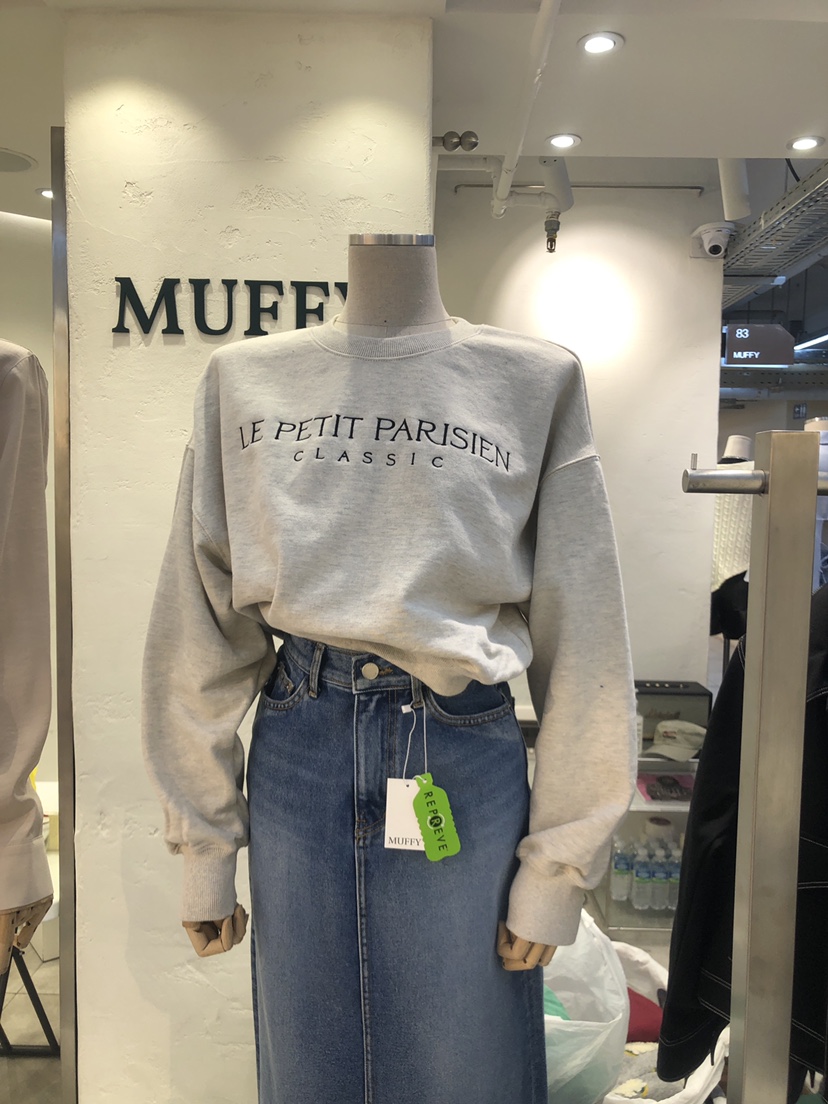 MUFFY
83
MUFFY
LE PETIT PARISIEN
CLASSIC
MUFFY
REPREVE